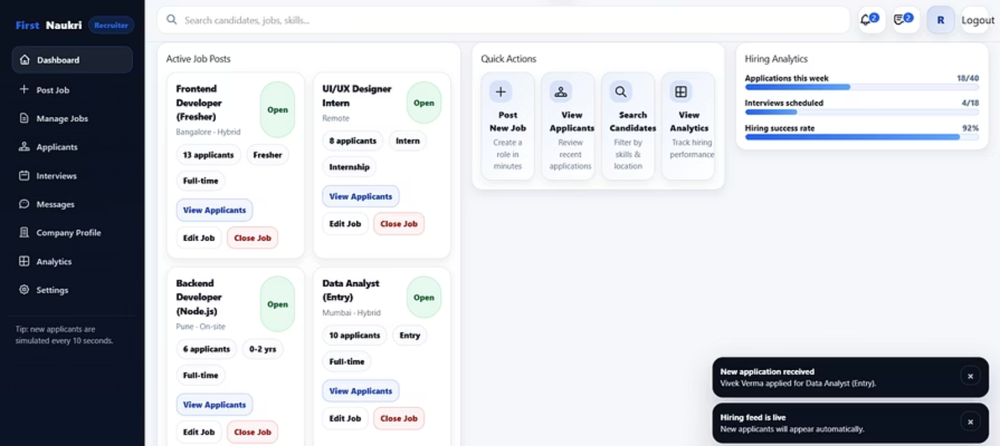 First Naukri Recruiter
Dashboard
Post Job
Manage Jobs
Applicants
Interviews
Messages
Company Profile
Analytics
Settings
Tip: new applicants are
simulated every 10 seconds.
Search candidates, jobs, skills...
2
2
R
Logout
Active Job Posts
Frontend
Developer
(Fresher)
Open
Bangalore · Hybrid
13 applicants
Fresher
Full-time
View Applicants
Edit Job
Close Job
UI/UX Designer
Intern
Open
Remote
8 applicants
Intern
Internship
View Applicants
Edit Job
Close Job
Backend
Developer
(Node.js)
Open
Pune · On-site
6 applicants
0-2 yrs
Full-time
View Applicants
Edit Job
Close Job
Data Analyst
(Entry)
Open
Mumbai · Hybrid
10 applicants
Entry
Full-time
View Applicants
Edit Job
Close Job
Quick Actions
Post
New Job
Create a
role in
minutes
View
Applicants
Review
recent
applications
Search
Candidates
Filter by
skills &
location
View
Analytics
Track hiring
performance
Hiring Analytics
Applications this week 18/40
Interviews scheduled 4/18
Hiring success rate 92%
New application received
Vivek Verma applied for Data Analyst (Entry).
Hiring feed is live
New applicants will appear automatically.